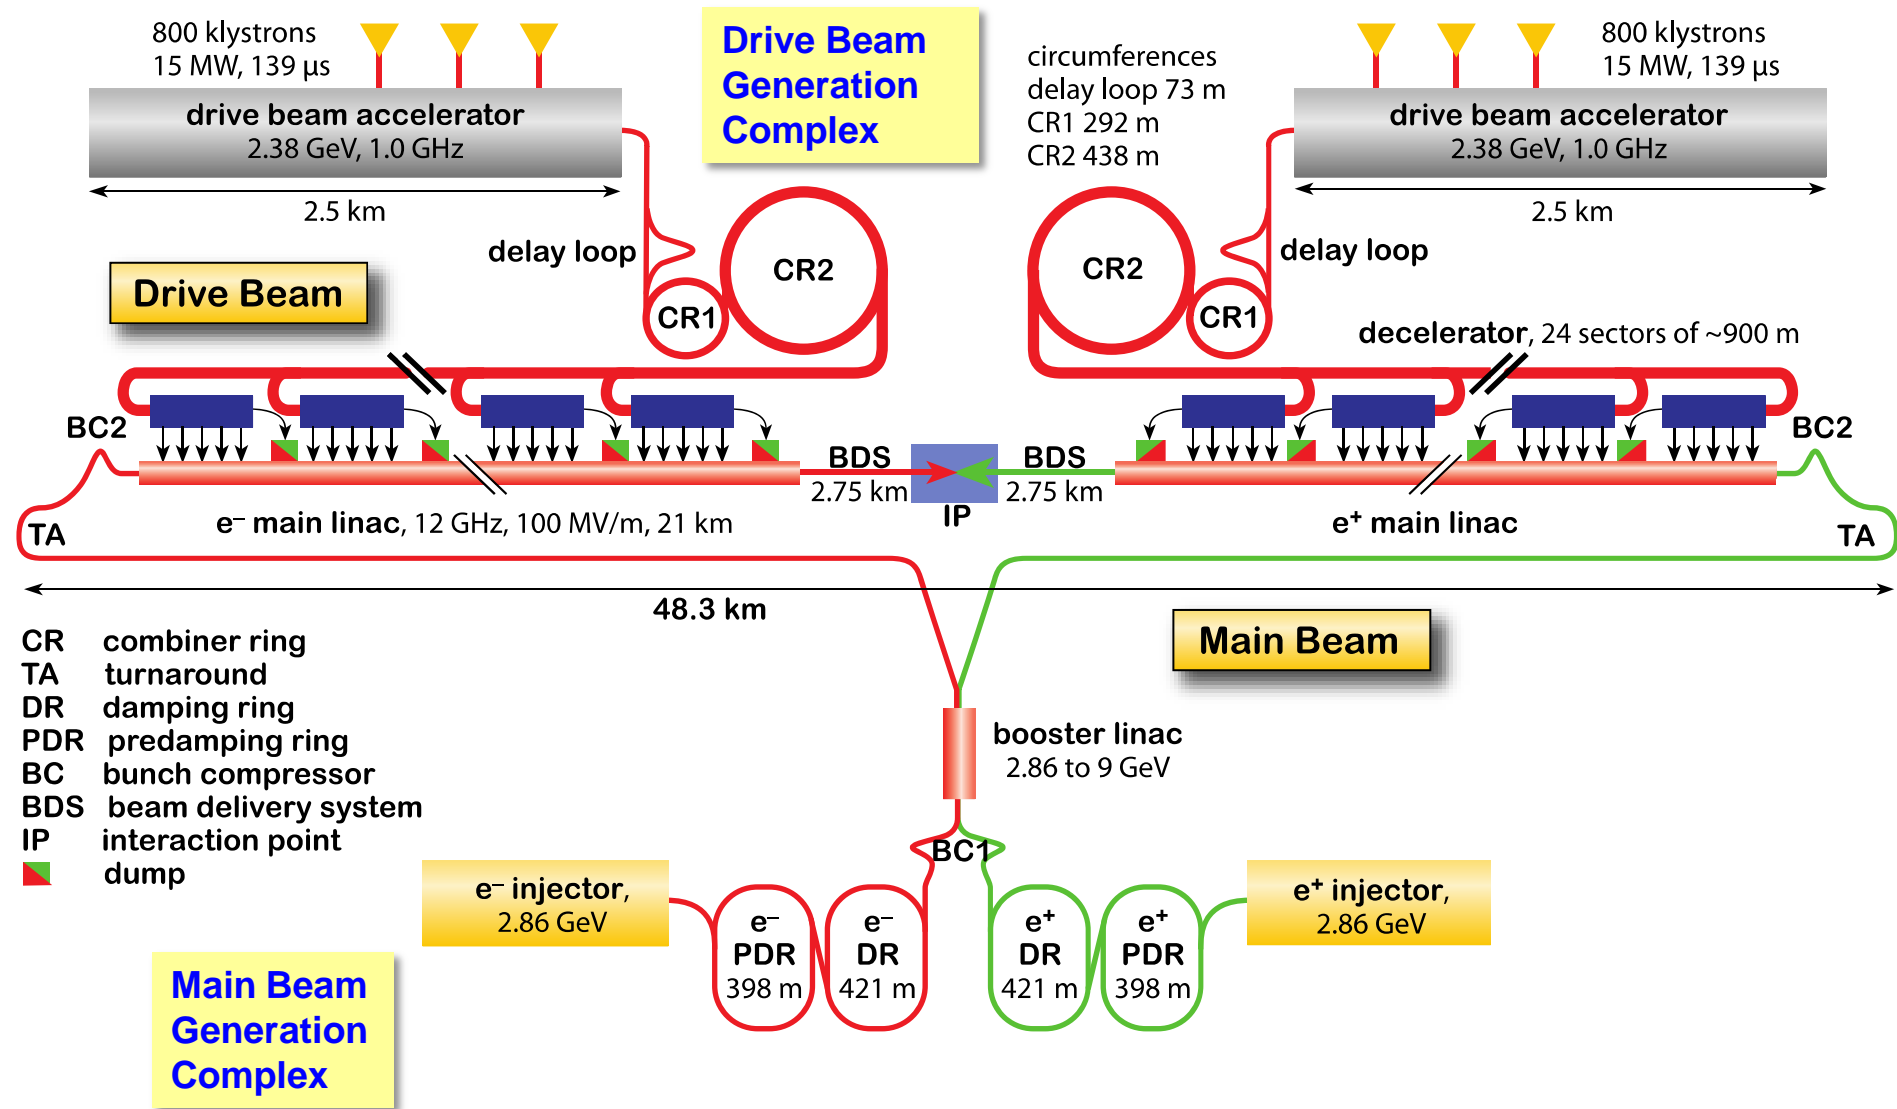 800 klystrons
15 MW, 139 µs
drive beam accelerator
2.38 GeV, 1.0 GHz
2.5 km
Drive Beam
Generation
Complex
circumferences
delay loop 73 m
CR1 292 m
CR2 438 m
800 klystrons
15 MW, 139 µs
drive beam accelerator
2.38 GeV, 1.0 GHz
2.5 km
delay loop
CR2
CR1
CR2
CR1
delay loop
Drive Beam
decelerator, 24 sectors of ~900 m
BC2
BC2
BDS
2.75 km
BDS
2.75 km
IP
TA
e– main linac, 12 GHz, 100 MV/m, 21 km
e+ main linac
TA
48.3 km
Main Beam
CR combiner ring
TA turnaround
DR damping ring
PDR predamping ring
BC bunch compressor
BDS beam delivery system
IP interaction point
dump
booster linac
2.86 to 9 GeV
BC1
e– injector,
2.86 GeV
e–
PDR
398 m
e–
DR
421 m
e+
DR
421 m
e+
PDR
398 m
e+ injector,
2.86 GeV
Main Beam
Generation
Complex